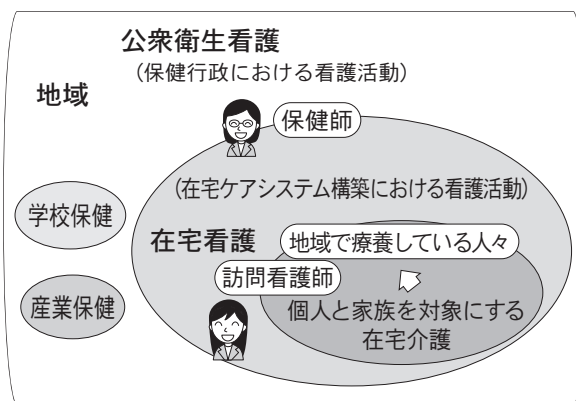 公衆衛生看護
(保健行政における看護活動)
地域
保健師
(在宅ケアシステム構築における看護活動)
学校保健
在宅看護
地域で療養している人々
訪問看護師
産業保健
個人と家族を対象にする
在宅介護